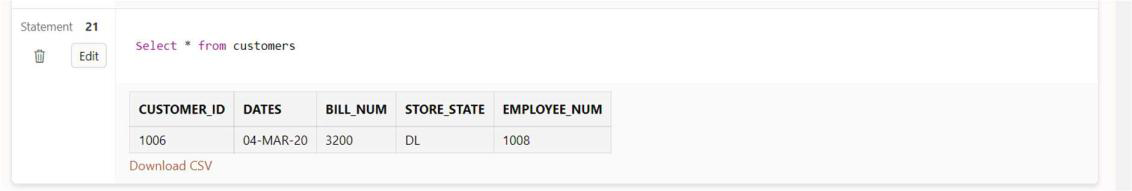 Statement 21
Edit
Select * from customers
CUSTOMER_ID DATES BILL_NUM STORE_STATE EMPLOYEE_NUM
1006 04-MAR-20 3200 DL 1008
Download CSV